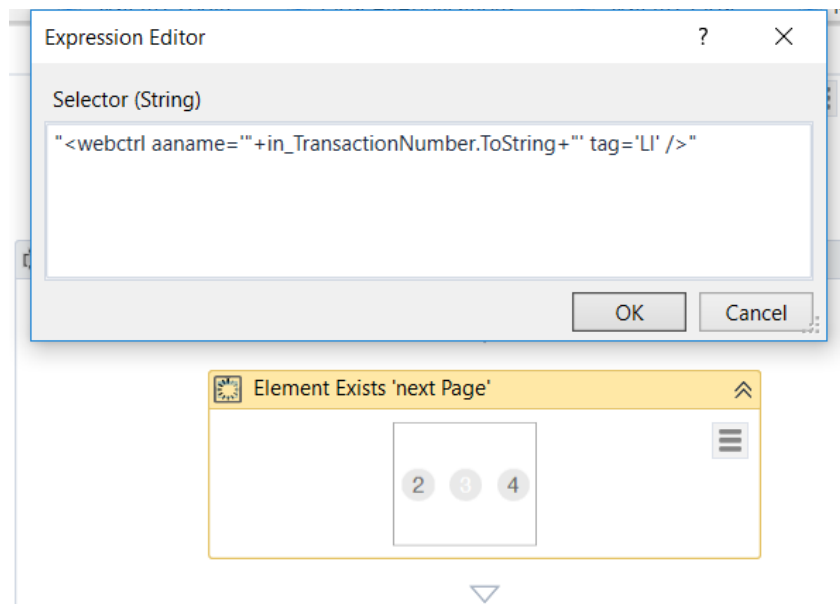 Expression Editor
?
Selector (String)
"<webctrl aaname='"+in_TransactionNumber.ToString+"' tag='LI' />"
OK
Cancel
Element Exists 'next Page'
2 3 4